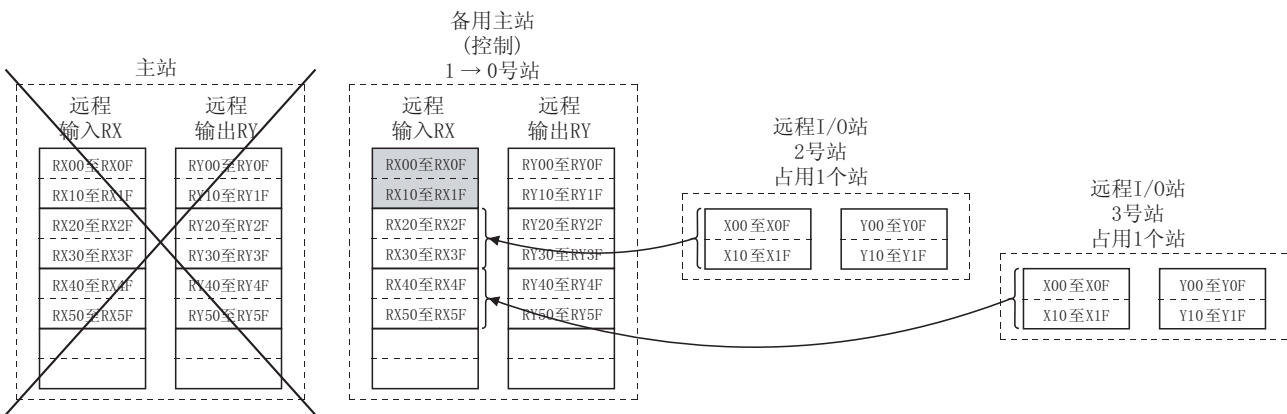 主站
远程
输入RX
远程
输出RY
RX00至RX0F
RX10至RX1F
RX20至RX2F
RX30至RX3F
RX40至RX4F
RX50至RX5F
RY00至RY0F
RY10至RY1F
RY20至RY2F
RY30至RY3F
RY40至RY4F
RY50至RY5F
备用主站
(控制)
1 → 0号站
远程
输入RX
远程
输出RY
RX00至RX0F
RX10至RX1F
RX20至RX2F
RX30至RX3F
RX40至RX4F
RX50至RX5F
RY00至RY0F
RY10至RY1F
RY20至RY2F
RY30至RY3F
RY40至RY4F
RY50至RY5F
远程I/O站
2号站
占用1个站
X00至X0F
X10至X1F
Y00至Y0F
Y10至Y1F
远程I/O站
3号站
占用1个站
X00至X0F
X10至X1F
Y00至Y0F
Y10至Y1F